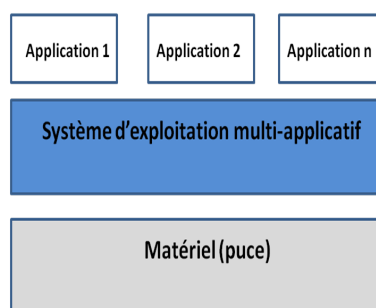 Application 1 Application 2 Application n
Système d'exploitation multi-applicatif
Matériel (puce)